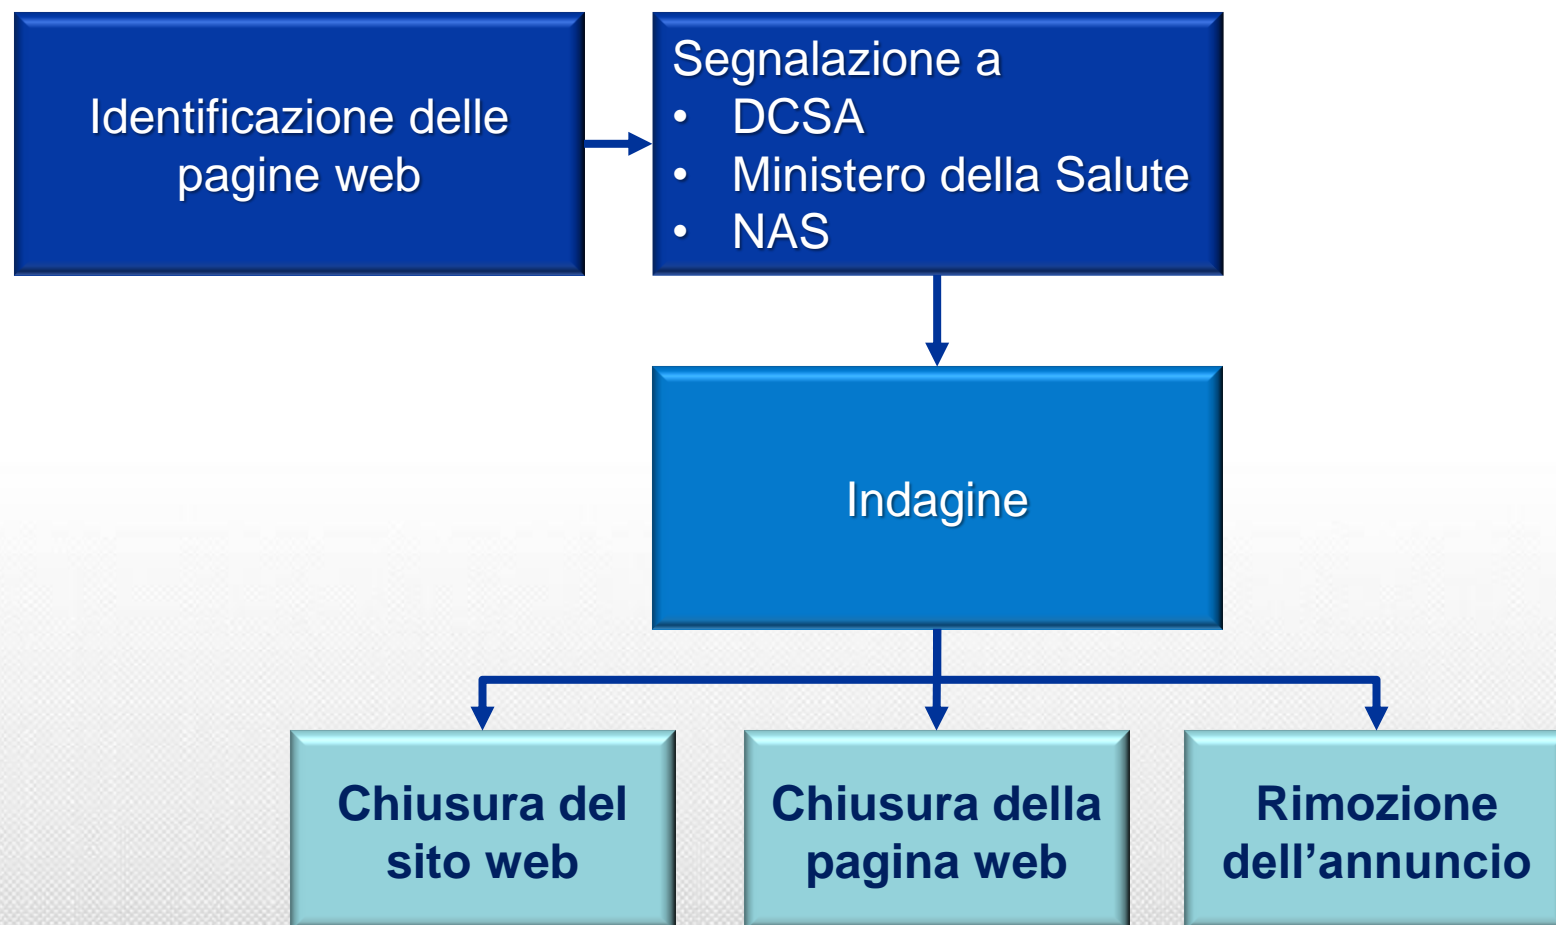 Identificazione delle
pagine web
Segnalazione a
• DCSA
• Ministero della Salute
• NAS
Indagine
Chiusura del
sito web
Chiusura della
pagina web
Rimozione
dell’annuncio